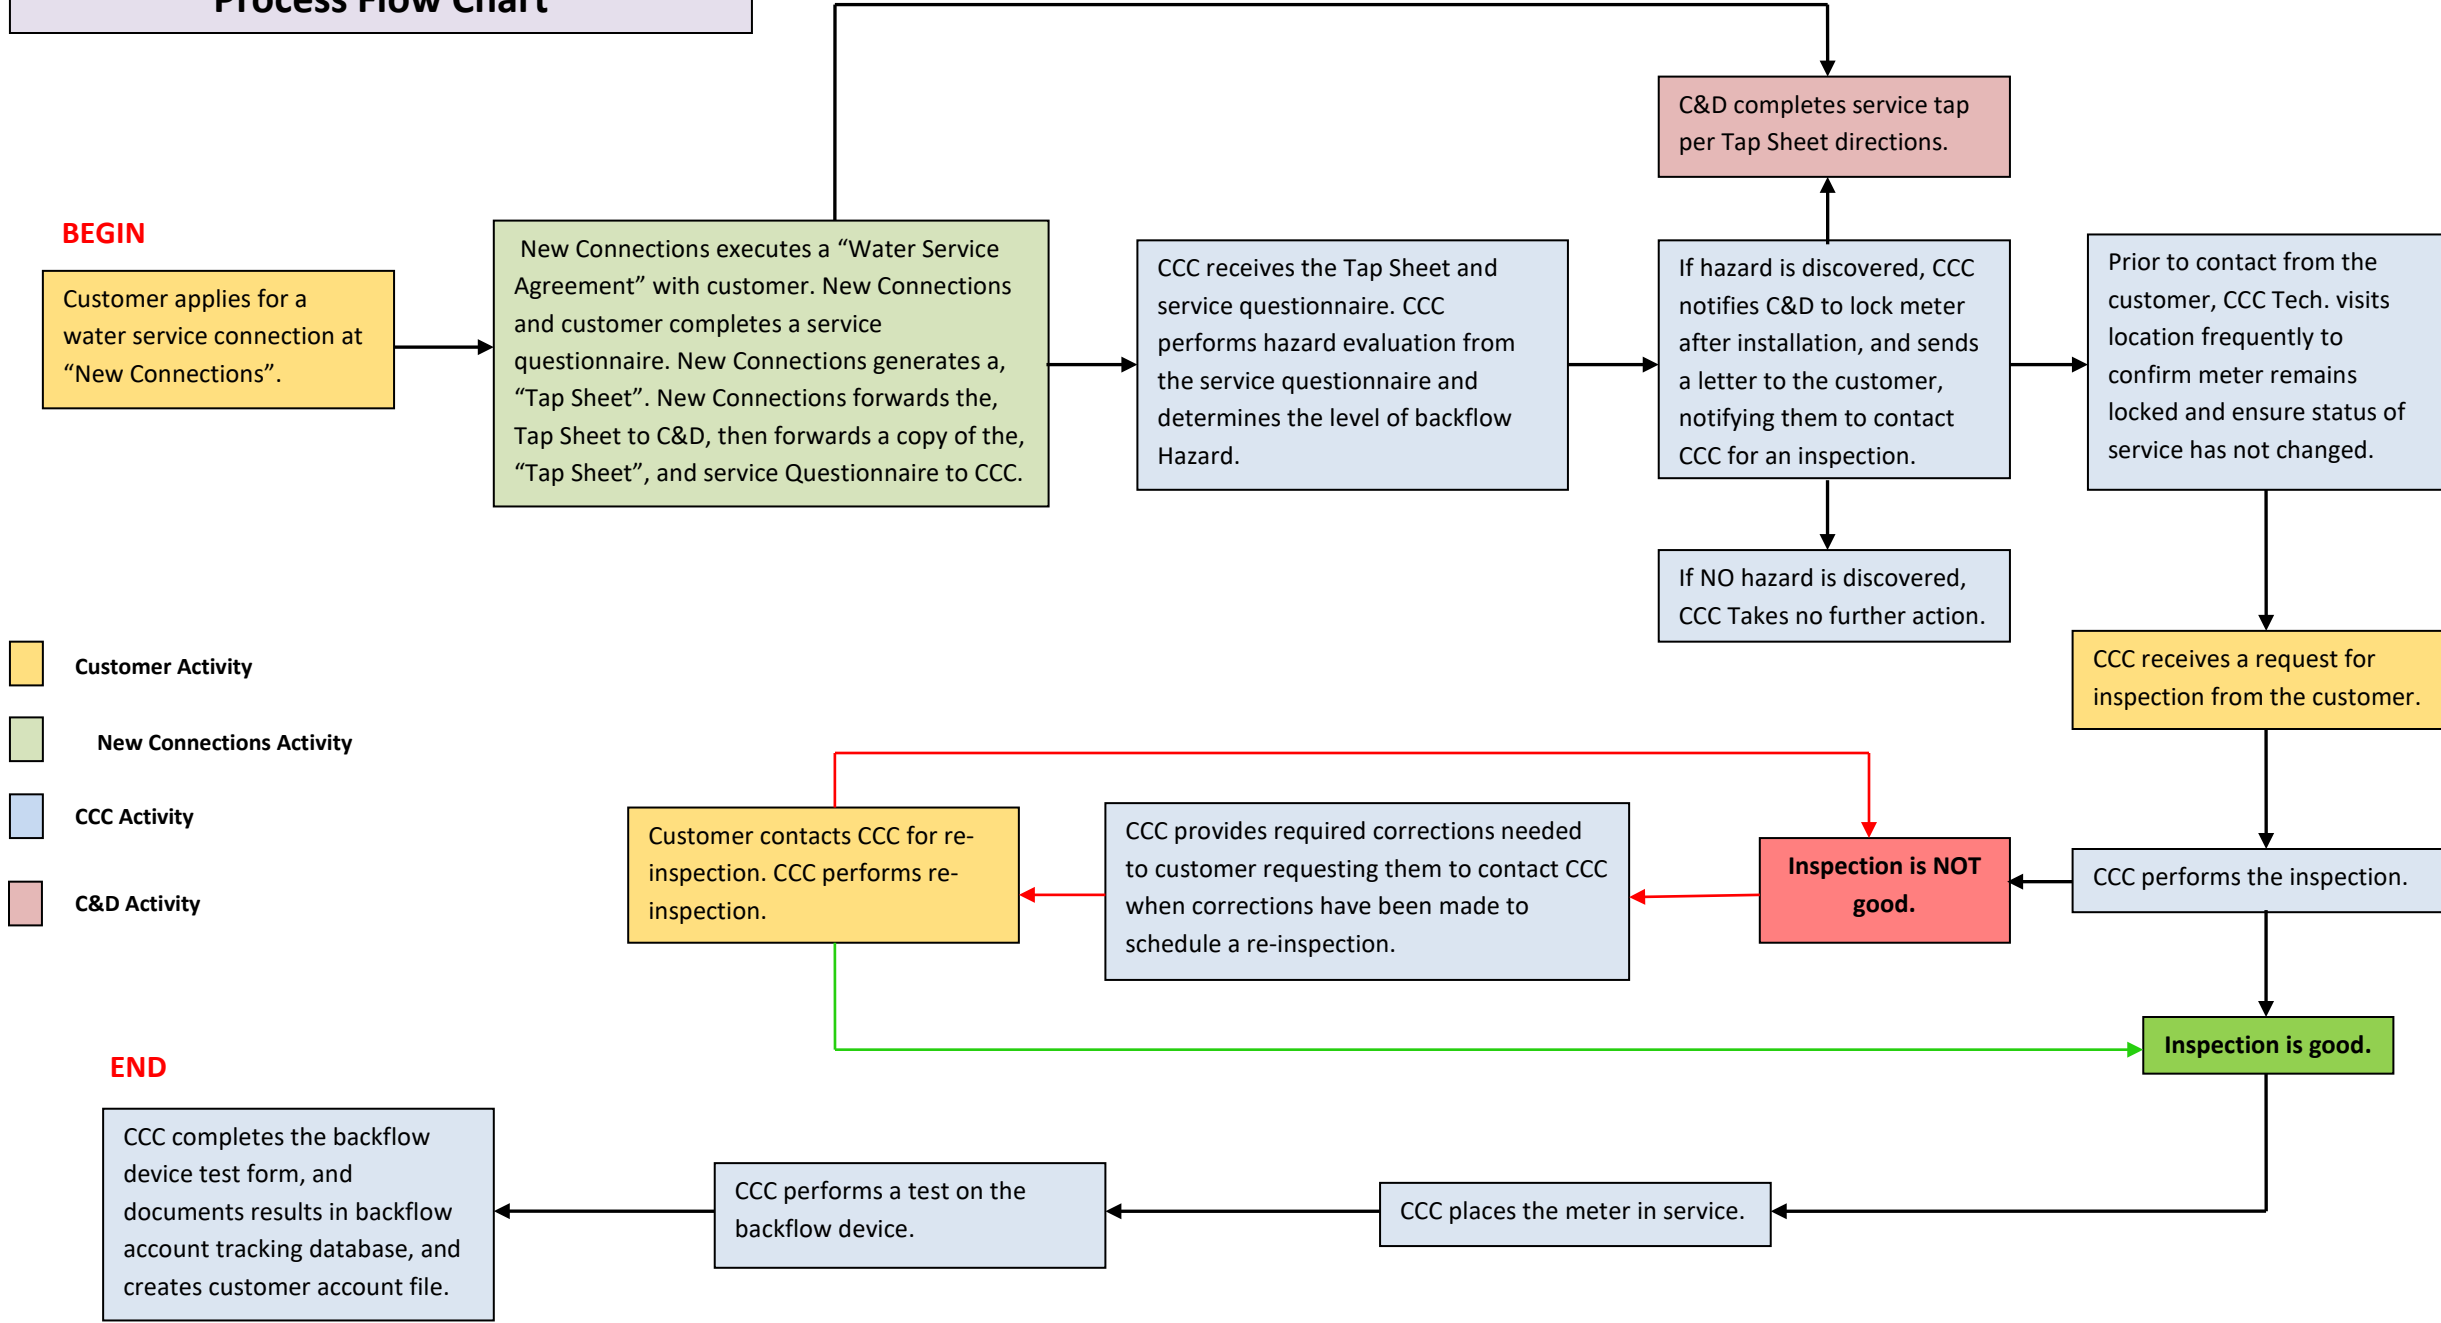 Process Flow Chart
C&D completes service tap
per Tap Sheet directions.
BEGIN
Customer applies for a
water service connection at
“New Connections”.
New Connections executes a “Water Service
Agreement” with customer. New Connections
and customer completes a service
questionnaire. New Connections generates a,
“Tap Sheet”. New Connections forwards the,
Tap Sheet to C&D, then forwards a copy of the,
“Tap Sheet”, and service Questionnaire to CCC.
CCC receives the Tap Sheet and
service questionnaire. CCC
performs hazard evaluation from
the service questionnaire and
determines the level of backflow
Hazard.
If hazard is discovered, CCC
notifies C&D to lock meter
after installation, and sends
a letter to the customer,
notifying them to contact
CCC for an inspection.
Prior to contact from the
customer, CCC Tech. visits
location frequently to
confirm meter remains
locked and ensure status of
service has not changed.
If NO hazard is discovered,
CCC Takes no further action.
CCC receives a request for
inspection from the customer.
Customer Activity
New Connections Activity
CCC Activity
C&D Activity
Customer contacts CCC for re-
inspection. CCC performs re-
inspection.
CCC provides required corrections needed
to customer requesting them to contact CCC
when corrections have been made to
schedule a re-inspection.
Inspection is NOT
good.
CCC performs the inspection.
Inspection is good.
END
CCC completes the backflow
device test form, and
documents results in backflow
account tracking database, and
creates customer account file.
CCC performs a test on the
backflow device.
CCC places the meter in service.